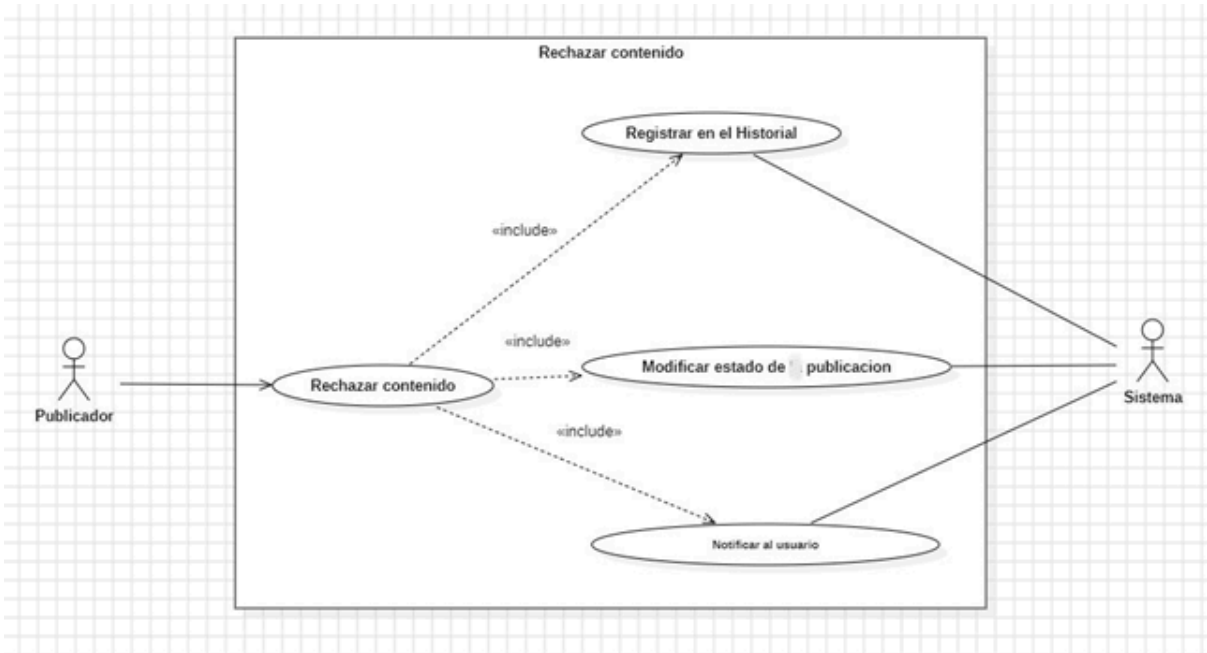 Rechazar contenido
Registrar en el Historial
«include»
«include»
Modificar estado de publicacion
Rechazar contenido
Publicador
Sistema
«include»
Notificar al usuario